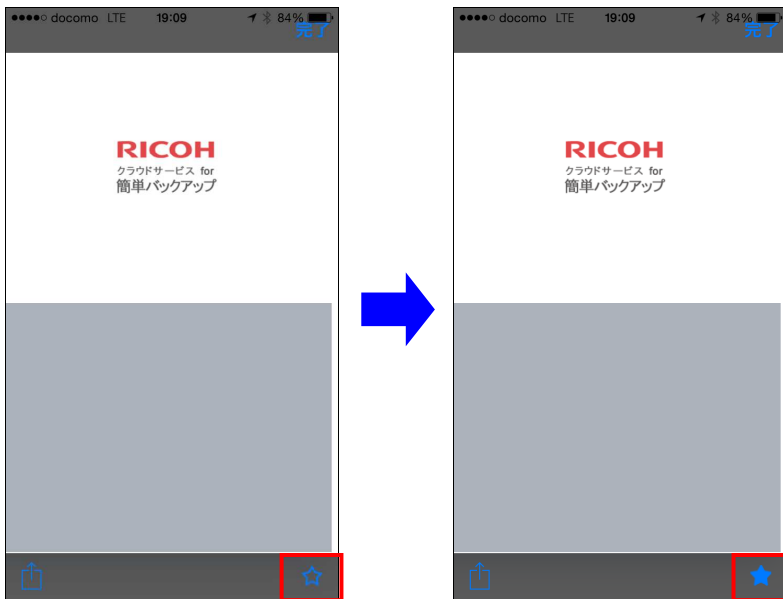 ●●●●○ docomo LTE 19:09 84%
完了
RICOH
クラウドサービス for
簡単バックアップ
●●●●○ docomo LTE 19:09 84%
完了
RICOH
クラウドサービス for
簡単バックアップ